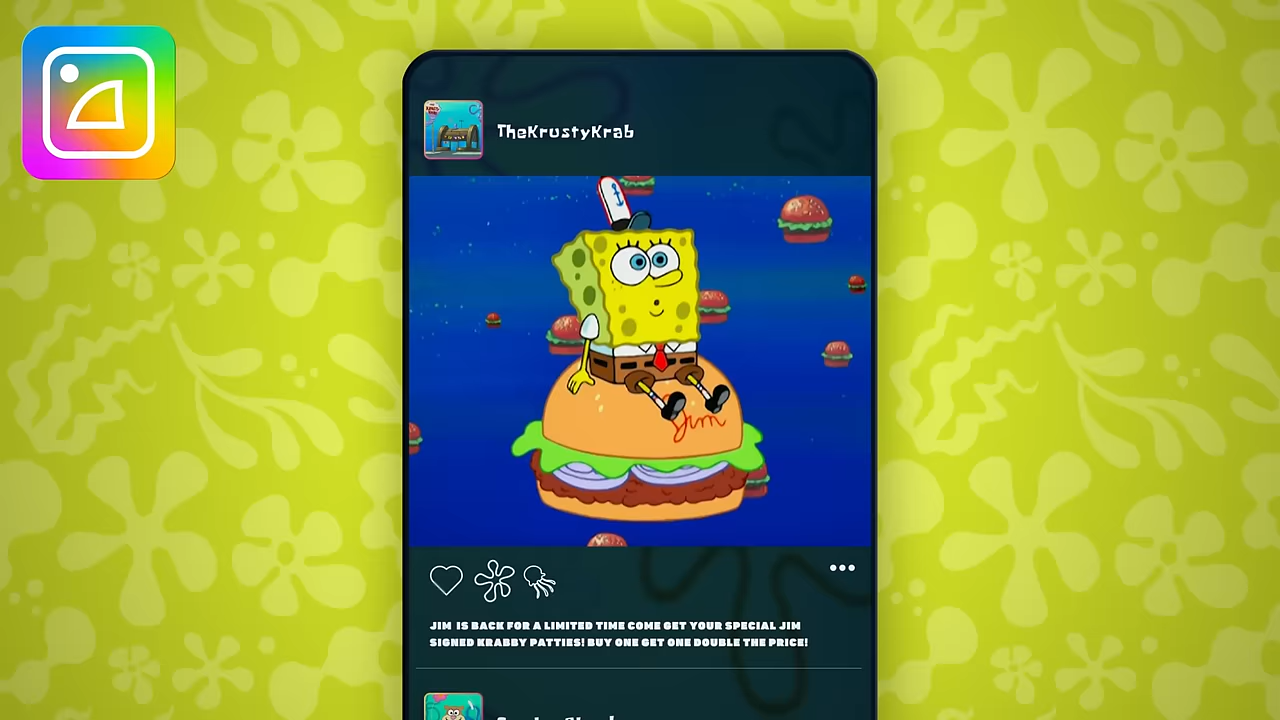 TheKrustyKrab
Jim
JIM IS BACK FOR A LIMITED TIME COME GET YOUR SPECIAL JIM
SIGNED KRABBY PATTIES! BUY ONE GET ONE DOUBLE THE PRICE!